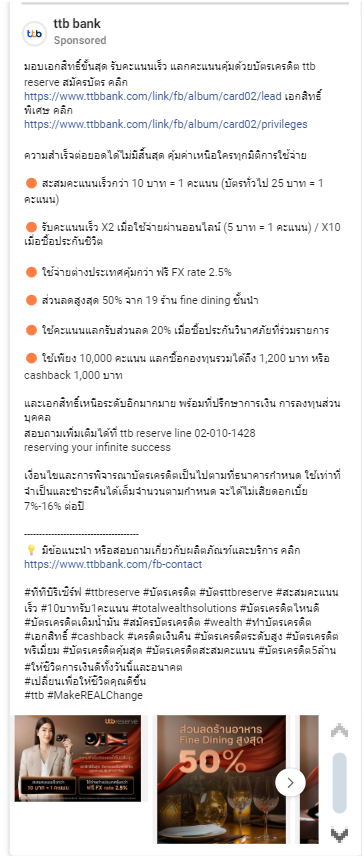 ttb bank
ttb
Sponsored
มอบเอกสิทธิ์ขั้นสุด รับคะแนนเร็ว แลกคะแนนคุ้มด้วยบัตรเครดิต ttb
reserve สมัครบัตร คลิก
https://www.ttbbank.com/link/fb/album/card02/lead เอกสิทธิ์
พิเศษ คลิก
https://www.ttbbank.com/link/fb/album/card02/privileges
ความสำเร็จต่อยอดได้ไม่มีสิ้นสุด คุ้มค่าเหนือใครทุกมิติการใช้จ่าย
🟠 สะสมคะแนนเร็วกว่า 10 บาท = 1 คะแนน (บัตรทั่วไป 25 บาท = 1
คะแนน)
🟠 รับคะแนนเร็ว X2 เมื่อใช้จ่ายผ่านออนไลน์ (5 บาท = 1 คะแนน) / X10
เมื่อซื้อประกันชีวิต
🟠 ใช้จ่ายต่างประเทศคุ้มกว่า ฟรี FX rate 2.5%
🟠 ส่วนลดสูงสุด 50% จาก 19 ร้าน fine dining ชั้นนำ
🟠 ใช้คะแนนแลกรับส่วนลด 20% เมื่อซื้อประกันวินาศภัยที่ร่วมรายการ
🟠 ใช้เพียง 10,000 คะแนน แลกซื้อกองทุนรวมได้ถึง 1,200 บาท หรือ
cashback 1,000 บาท
และเอกสิทธิ์เหนือระดับอีกมากมาย พร้อมที่ปรึกษาการเงิน การลงทุนส่วน
บุคคล
สอบถามเพิ่มเติมได้ที่ ttb reserve line 02-010-1428
reserving your infinite success
เงื่อนไขและการพิจารณาบัตรเครดิตเป็นไปตามที่ธนาคารกำหนด ใช้เท่าที่
จำเป็นและชำระคืนได้เต็มจำนวนตามกำหนด จะได้ไม่เสียดอกเบี้ย
7%-16% ต่อปี
--------------------------------------
💡 มีข้อแนะนำ หรือสอบถามเกี่ยวกับผลิตภัณฑ์และบริการ คลิก
https://www.ttbbank.com/fb-contact
#ทีทีบีรีเซิร์ฟ #ttbreserve #บัตรเครดิต #บัตรttbreserve #สะสมคะแนน
เร็ว #10บาทรับ1คะแนน #totalwealthsolutions #บัตรเครดิตไหนดี
#บัตรเครดิตเติมน้ำมัน #สมัครบัตรเครดิต #wealth #ทำบัตรเครดิต
#เอกสิทธิ์ #cashback #เครดิตเงินคืน #บัตรเครดิตระดับสูง #บัตรเครดิต
พรีเมี่ยม #บัตรเครดิตคุ้มสุด #บัตรเครดิตสะสมคะแนน #บัตรเครดิต5ล้าน
#ให้ชีวิตการเงินดีทั้งวันนี้และอนาคต
#เปลี่ยนเพื่อให้ชีวิตคุณดีขึ้น
#ttb #MakeREALChange
ttb reserve
สะสมคะแนนเร็วกว่า
10 บาท = 1 คะแนน
ใช้จ่ายต่างประเทศคุ้มกว่า
ฟรี FX rate 2.5%
ส่วนลดร้านอาหาร
Fine Dining สูงสุด
50%